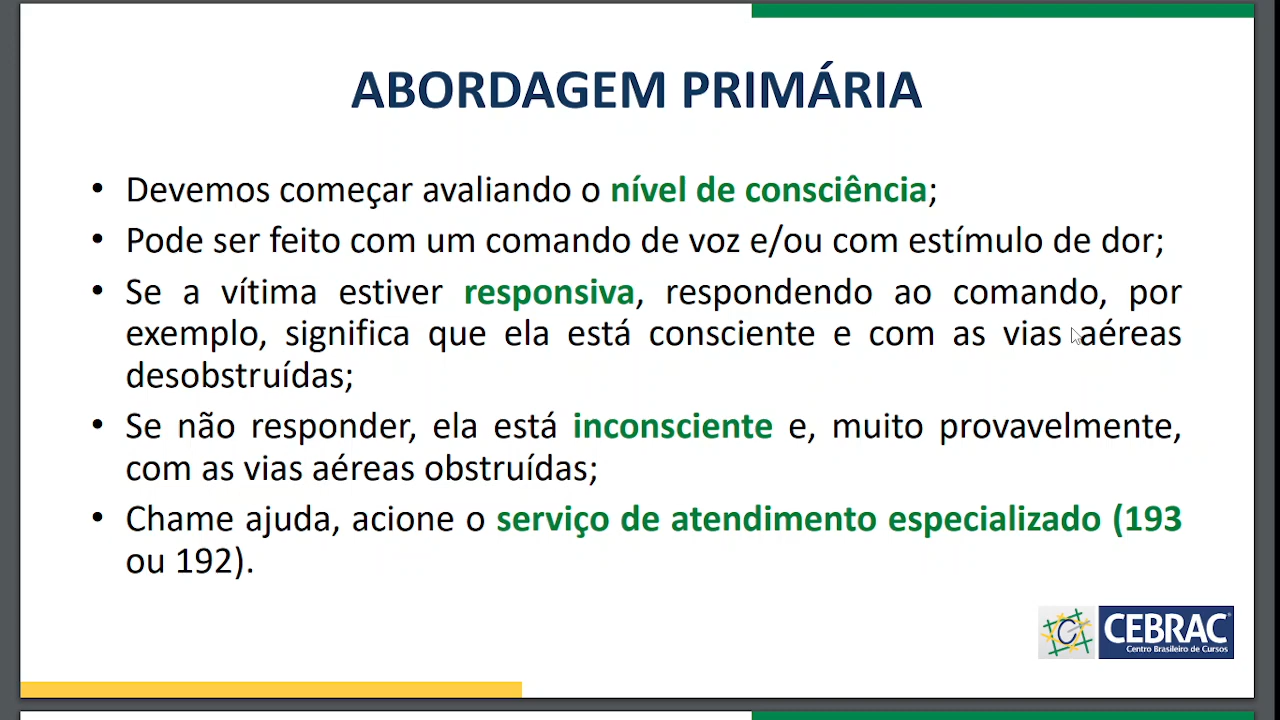 ABORDAGEM PRIMÁRIA
• Devemos começar avaliando o nível de consciência;
• Pode ser feito com um comando de voz e/ou com estímulo de dor;
• Se a vítima estiver responsiva, respondendo ao comando, por
exemplo, significa que ela está consciente e com as vias aéreas
desobstruídas;
• Se não responder, ela está inconsciente e, muito provavelmente,
com as vias aéreas obstruídas;
• Chame ajuda, acione o serviço de atendimento especializado (193
ou 192).
C CEBRAC
Centro Brasileiro de Cursos